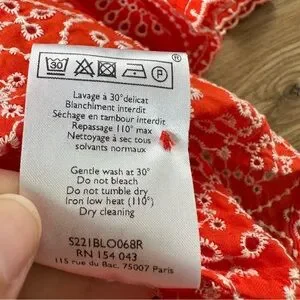 30
P
®
Lavage à 30° délicat
Blanchiment interdit
Séchage en tambour interdit
Repassage 110° max
Nettoyage à sec tous
solvants normaux
Gentle wash at 30°
Do not bleach
Do not tumble dry
Iron low heat (110°)
Dry cleaning
S221BLO068R
RN 154 043
115 rue du Bac, 75007 Paris